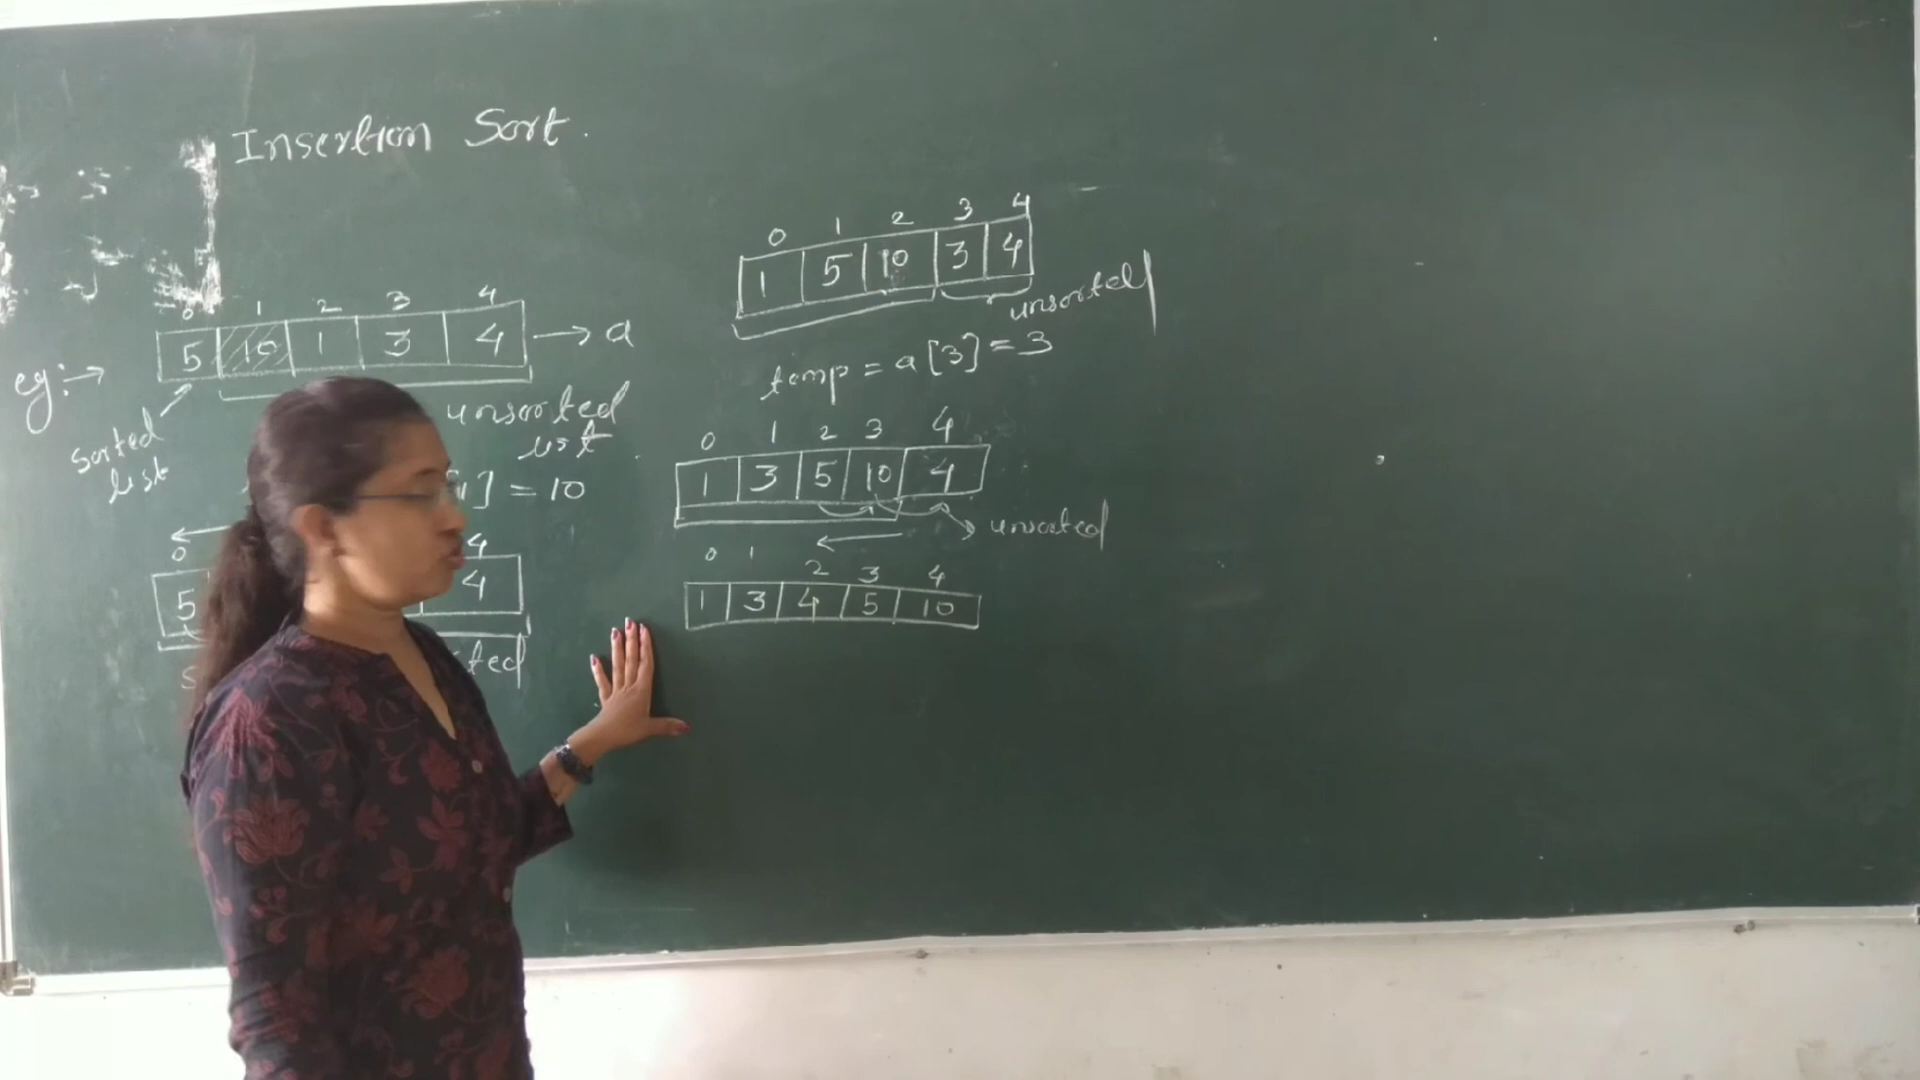 Insertion Sort.
0 1 2 3 4
5 10 1 3 4 → a
eg:→
sorted list
unsorted list
1] = 10
0 4
5 4
ted
0 1 2 3 4
1 5 10 3 4
unsorted
temp = a[3] = 3
0 1 2 3 4
1 3 5 10 4
unsorted
0 1 2 3 4
1 3 4 5 10